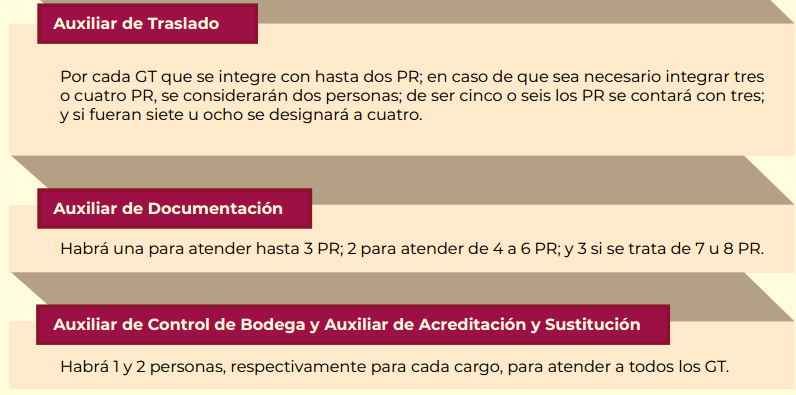 Auxiliar de Traslado
Por cada GT que se integre con hasta dos PR; en caso de que sea necesario integrar tres
o cuatro PR, se considerarán dos personas; de ser cinco o seis los PR se contará con tres;
y si fueran siete u ocho se designará a cuatro.
Auxiliar de Documentación
Habrá una para atender hasta 3 PR; 2 para atender de 4 a 6 PR; y 3 si se trata de 7 u 8 PR.
Auxiliar de Control de Bodega y Auxiliar de Acreditación y Sustitución
Habrá 1 y 2 personas, respectivamente para cada cargo, para atender a todos los GT.